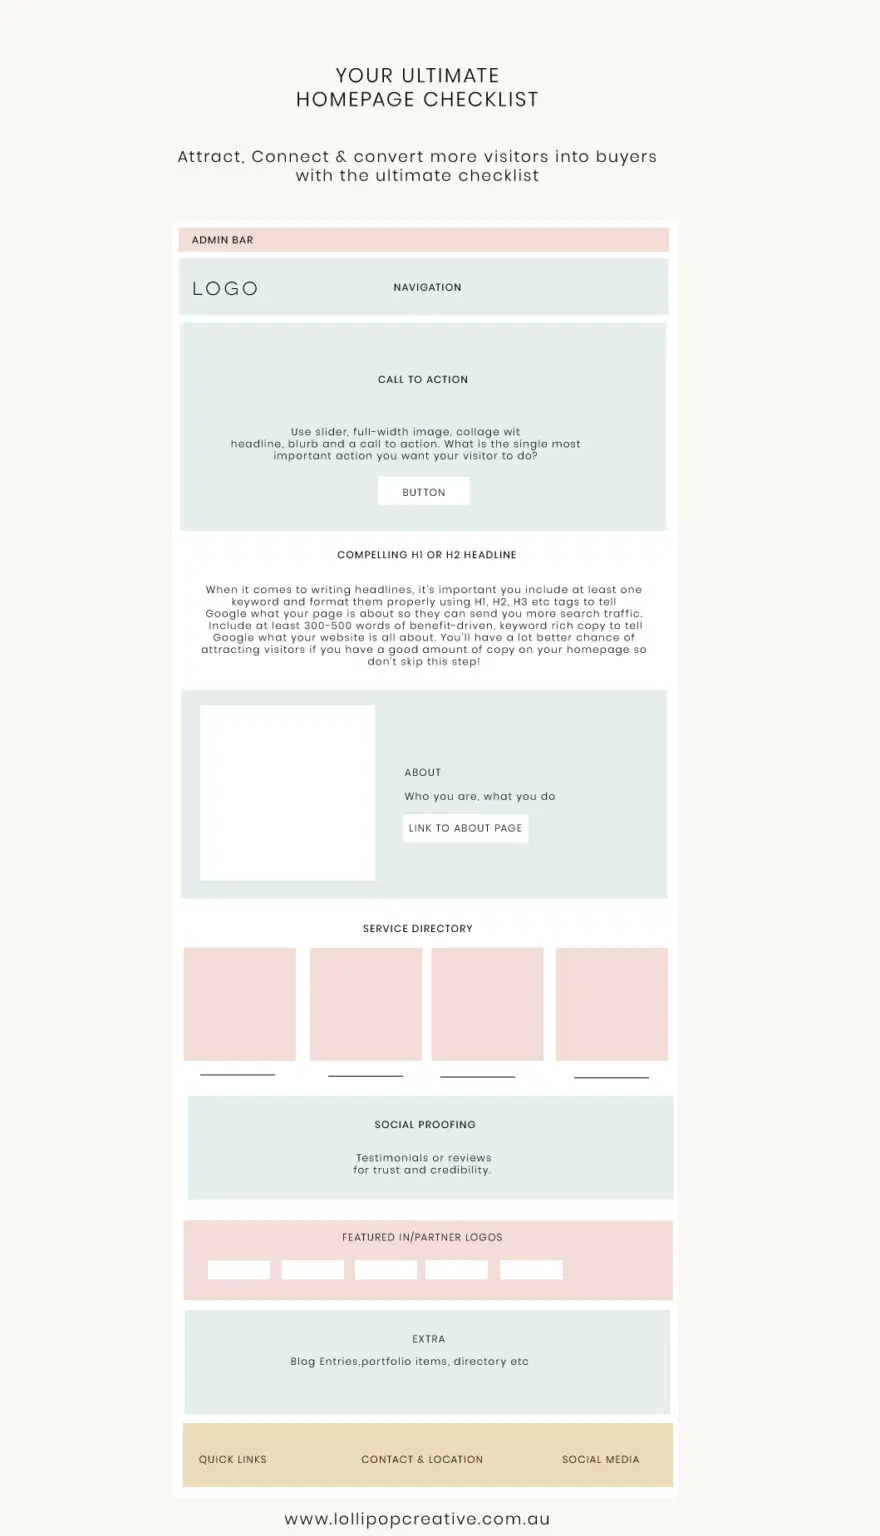 YOUR ULTIMATE
HOMEPAGE CHECKLIST
Attract, Connect & convert more visitors into buyers
with the ultimate checklist
ADMIN BAR
LOGO
NAVIGATION
CALL TO ACTION
Use slider, full-width image, collage wit
headline, blurb and a call to action. What is the single most
important action you want your visitor to do?
BUTTON
COMPELLING H1 OR H2 HEADLINE
When it comes to writing headlines, it's important you include at least one
keyword and format them properly using H1, H2, H3 etc tags to tell
Google what your page is about so they can send you more search traffic.
Include at least 300-500 words of benefit-driven, keyword rich copy to tell
Google what your website is all about. You'll have a lot better chance of
attracting visitors if you have a good amount of copy on your homepage so
don't skip this step!
ABOUT
Who you are, what you do
LINK TO ABOUT PAGE
SERVICE DIRECTORY
SOCIAL PROOFING
Testimonials or reviews
for trust and credibility.
FEATURED IN/PARTNER LOGOS
EXTRA
Blog Entries,portfolio items, directory etc
QUICK LINKS
CONTACT & LOCATION
SOCIAL MEDIA
www.lollipopcreative.com.au